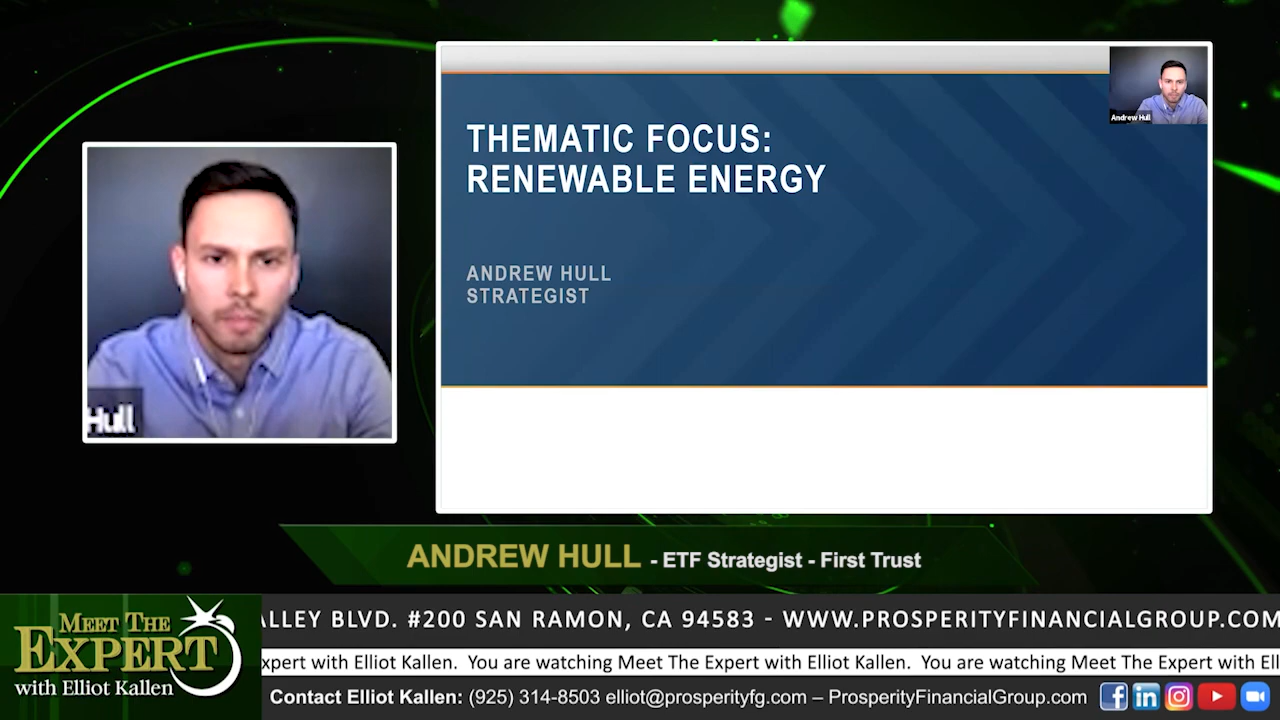 THEMATIC FOCUS:
RENEWABLE ENERGY
ANDREW HULL
STRATEGIST
Andrew Hull
Hull
ANDREW HULL - ETF Strategist - First Trust
MEET THE
EXPERT
with Elliot Kallen
ALLEY BLVD. #200 SAN RAMON, CA 94583 - WWW.PROSPERITYFINANCIALGROUP.COM
xpert with Elliot Kallen. You are watching Meet The Expert with Elliot Kallen. You are watching Meet The Expert with Ell
Contact Elliot Kallen: (925) 314-8503 elliot@prosperityfg.com – ProsperityFinancialGroup.com